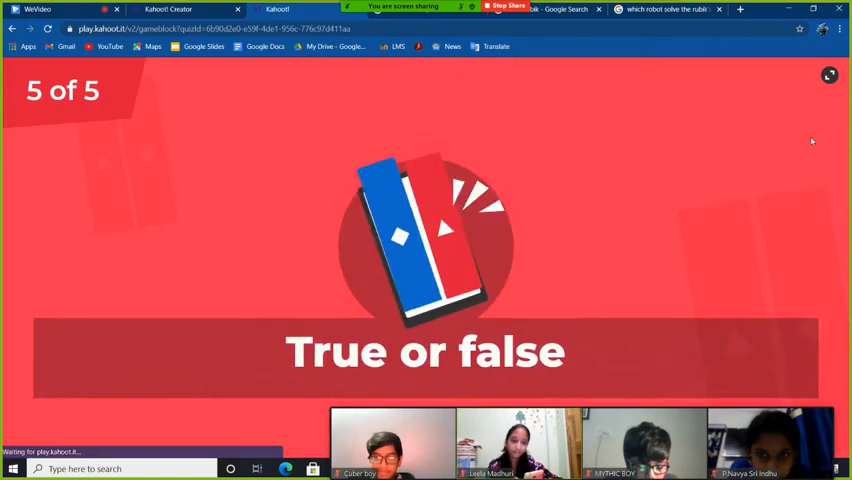 WeVideo
Kahoot! Creator
Kahoot!
You are screen sharing
Stop Share
ik - Google Search
which robot solve the rubik's
play.kahoot.it/v2/gameblock?quizId=6b90d2e0-e59f-4de1-956c-776c97d411aa
Apps
Gmail
YouTube
Maps
Google Slides
Google Docs
My Drive - Google...
LMS
News
Translate
5 of 5
True or false
Waiting for play.kahoot.it...
Type here to search
Cuber boy
Leela Madhuri
MYTHIC BOY
P.Navya Sri Indhu